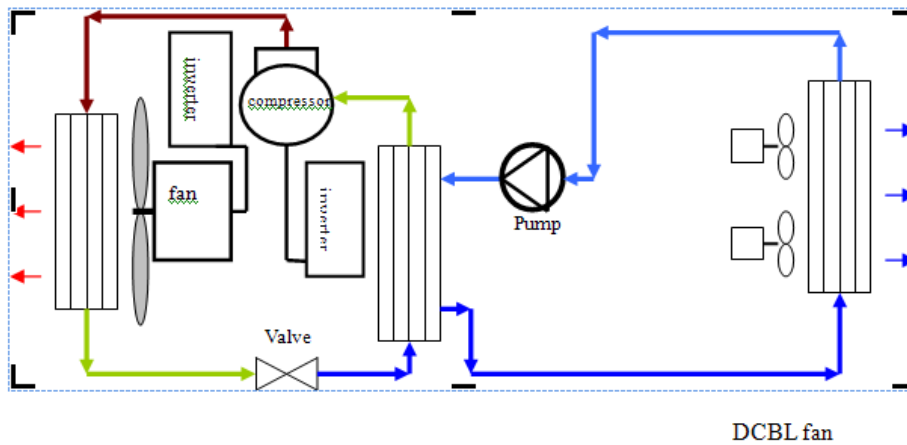 inverter
compressor
fan
inverter
Pump
Valve
DCBL fan